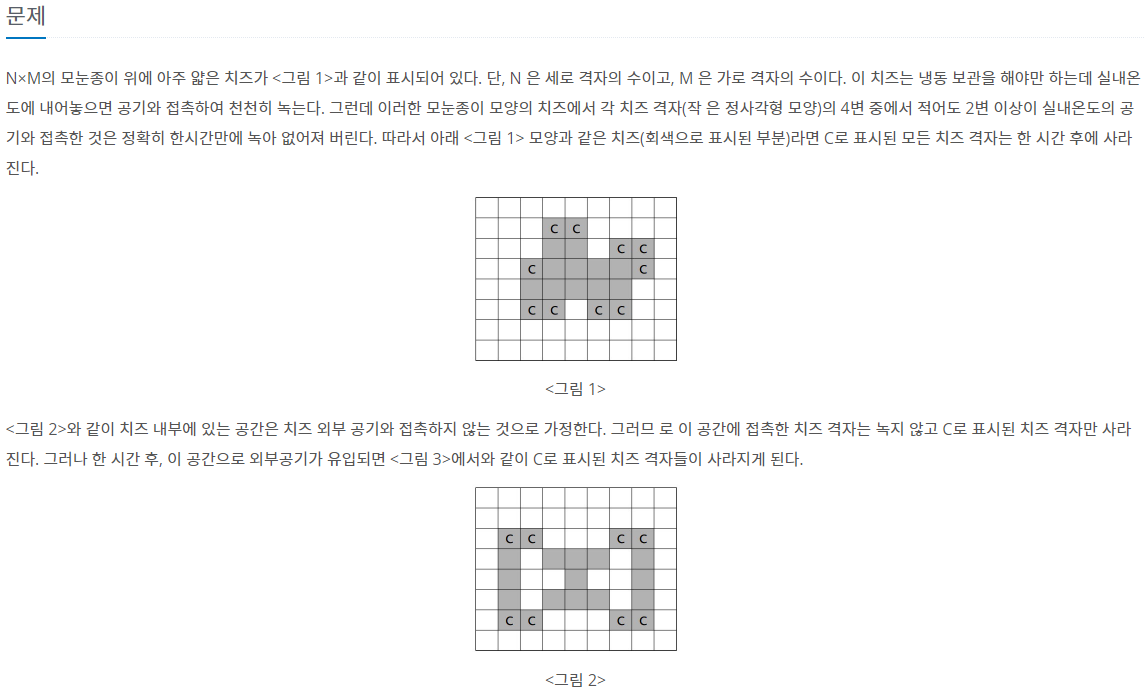 문제
N×M의 모눈종이 위에 아주 얇은 치즈가 <그림 1>과 같이 표시되어 있다. 단, N 은 세로 격자의 수이고, M 은 가로 격자의 수이다. 이 치즈는 냉동 보관을 해야만 하는데 실내온
도에 내어놓으면 공기와 접촉하여 천천히 녹는다. 그런데 이러한 모눈종이 모양의 치즈에서 각 치즈 격자(작 은 정사각형 모양)의 4변 중에서 적어도 2변 이상이 실내온도의 공
기와 접촉한 것은 정확히 한시간만에 녹아 없어져 버린다. 따라서 아래 <그림 1> 모양과 같은 치즈(회색으로 표시된 부분)라면 C로 표시된 모든 치즈 격자는 한 시간 후에 사라
진다.
C C
C C
C C
C C C C
<그림 1>
<그림 2>와 같이 치즈 내부에 있는 공간은 치즈 외부 공기와 접촉하지 않는 것으로 가정한다. 그러므 로 이 공간에 접촉한 치즈 격자는 녹지 않고 C로 표시된 치즈 격자만 사라
진다. 그러나 한 시간 후, 이 공간으로 외부공기가 유입되면 <그림 3>에서와 같이 C로 표시된 치즈 격자들이 사라지게 된다.
C C C C
C C C C
<그림 2>